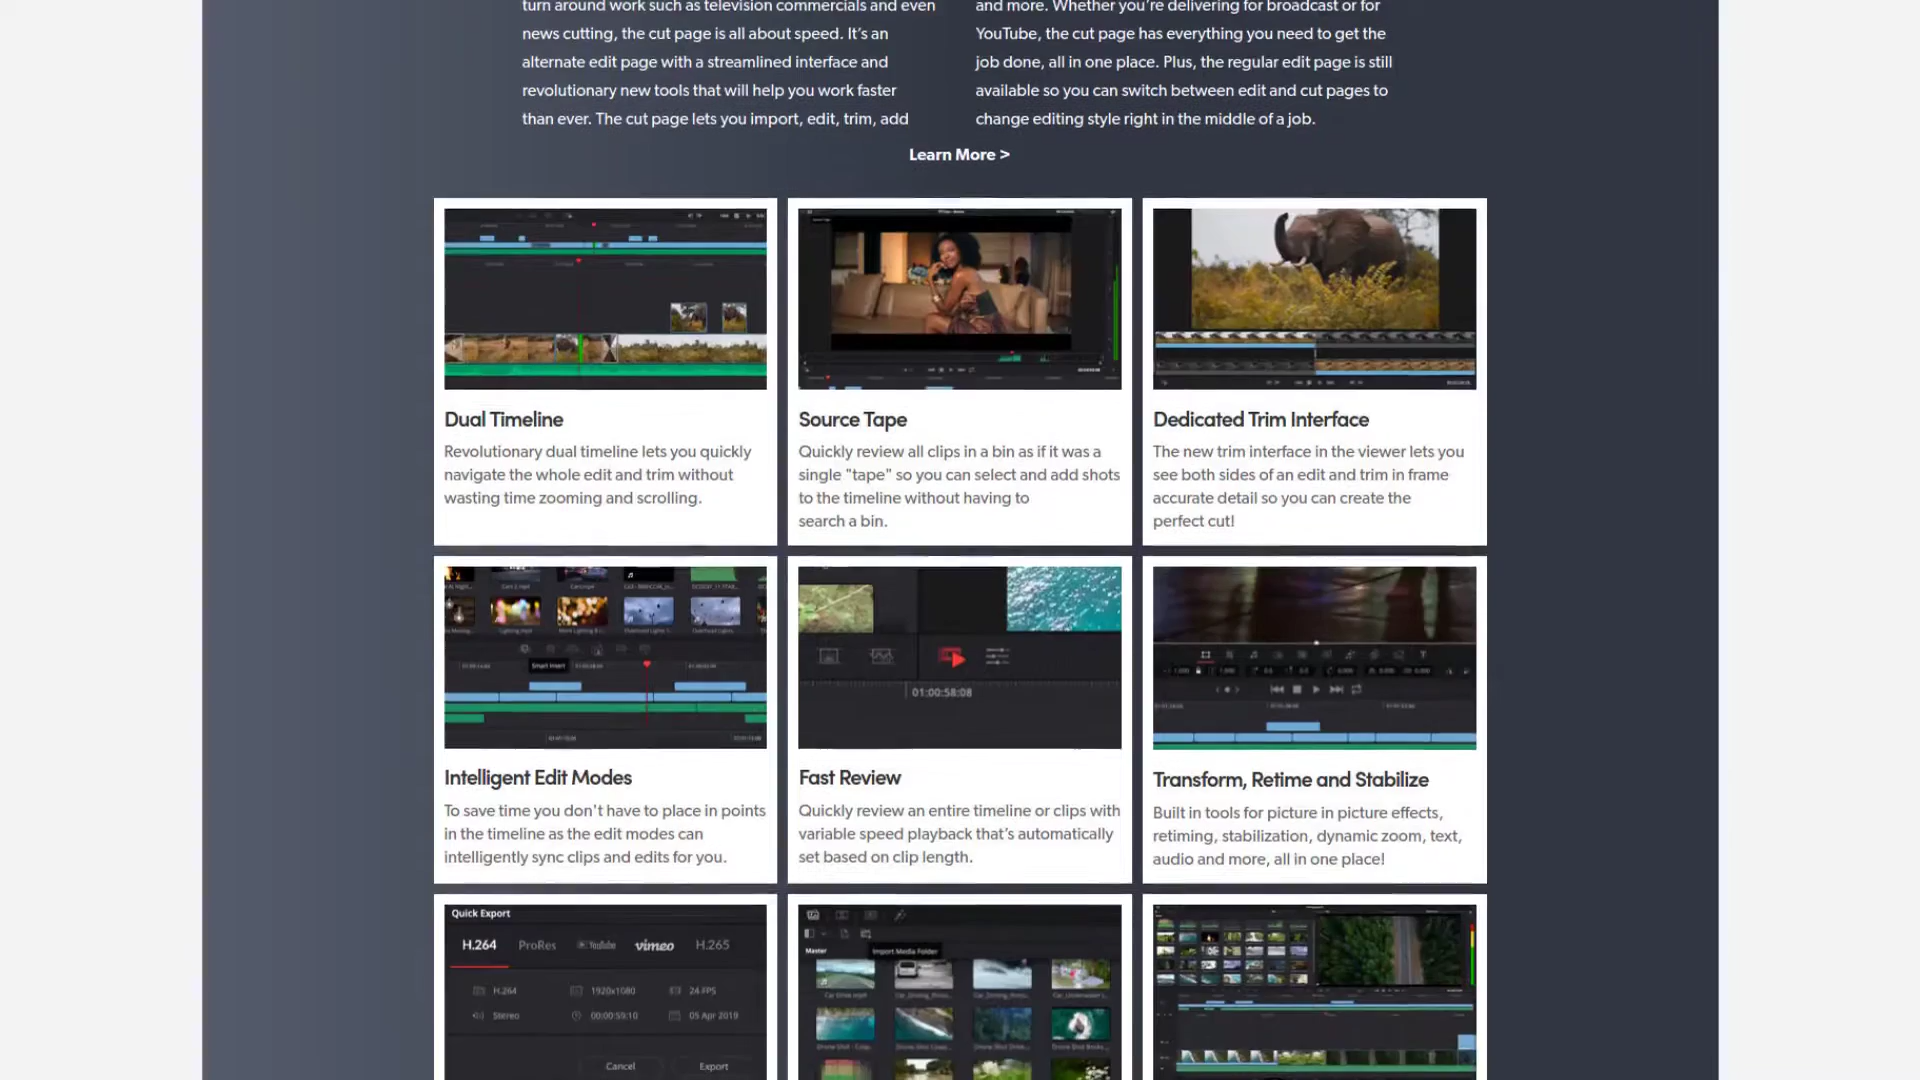 turn around work such as television commercials and even
news cutting, the cut page is all about speed. It’s an
alternate edit page with a streamlined interface and
revolutionary new tools that will help you work faster
than ever. The cut page lets you import, edit, trim, add
and more. Whether you’re delivering for broadcast or for
YouTube, the cut page has everything you need to get the
job done, all in one place. Plus, the regular edit page is still
available so you can switch between edit and cut pages to
change editing style right in the middle of a job.
Learn More >
Dual Timeline
Revolutionary dual timeline lets you quickly
navigate the whole edit and trim without
wasting time zooming and scrolling.
Source Tape
Quickly review all clips in a bin as if it was a
single "tape" so you can select and add shots
to the timeline without having to
search a bin.
Dedicated Trim Interface
The new trim interface in the viewer lets you
see both sides of an edit and trim in frame
accurate detail so you can create the
perfect cut!
Smart Insert
Intelligent Edit Modes
To save time you don't have to place in points
in the timeline as the edit modes can
intelligently sync clips and edits for you.
01:00:58:08
Fast Review
Quickly review an entire timeline or clips with
variable speed playback that’s automatically
set based on clip length.
Transform, Retime and Stabilize
Built in tools for picture in picture effects,
retiming, stabilization, dynamic zoom, text,
audio and more, all in one place!
Quick Export
H.264 ProRes YouTube vimeo H.265
H.264 1920x1080 24 FPS
Stereo 00:00:59:10 05 Apr 2019
Cancel Export
Master
Import Media Folder